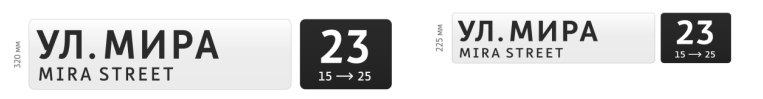 320 мм
УЛ. МИРА
MIRA STREET
23
15 → 25
225 мм
УЛ. МИРА
MIRA STREET
23
15 → 25